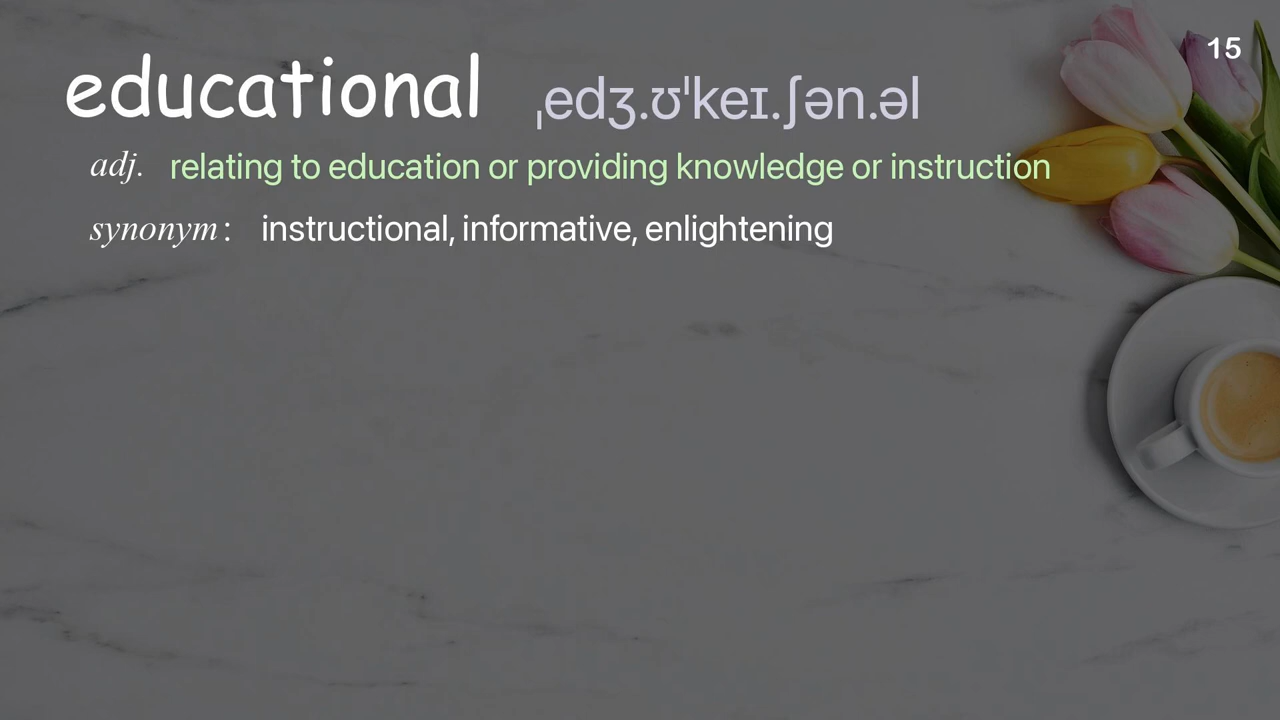 15
educational ˌedʒ.ʊˈkeɪ.ʃən.əl
adj. relating to education or providing knowledge or instruction
synonym: instructional, informative, enlightening